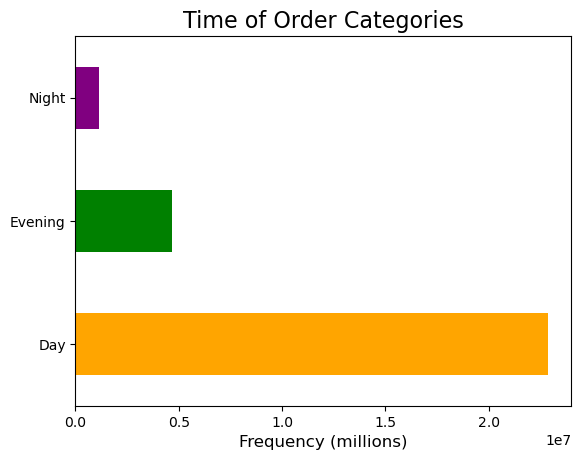 Time of Order Categories
Night
Evening
Day
0.0 0.5 1.0 1.5 2.0
1e7
Frequency (millions)